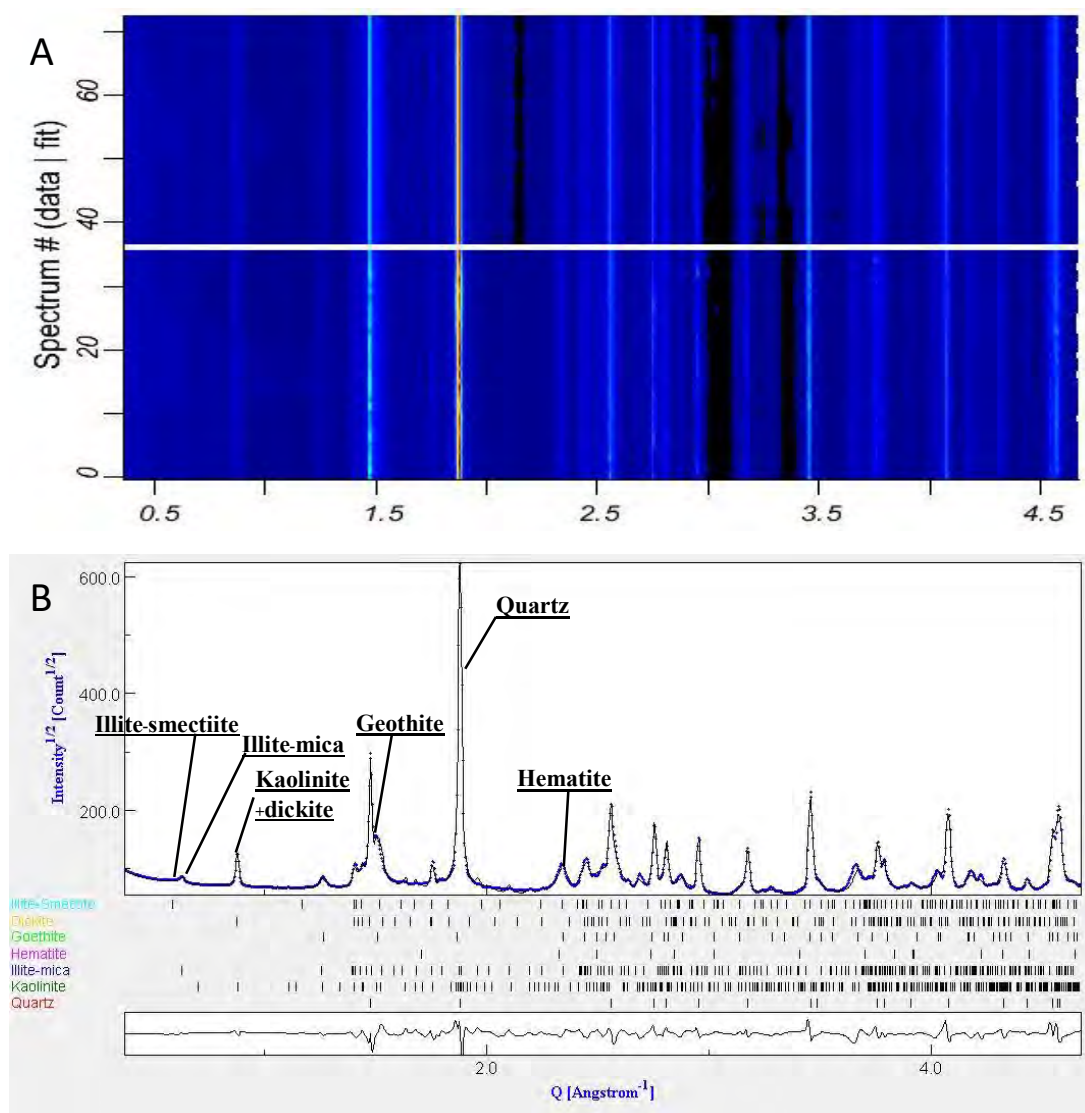 A
Spectrum # (data | fit)
60
40
20
0
0.5 1.5 2.5 3.5 4.5
B
Intensity1/2 [Count1/2]
600.0
400.0
200.0
Quartz
Illite-smectiite
Geothite
Illite-mica
Kaolinite
+dickite
Hematite
Illite-Smectite
Dickite
Goethite
Hematite
Illite-mica
Kaolinite
Quartz
2.0 4.0
Q [Angstrom-1]